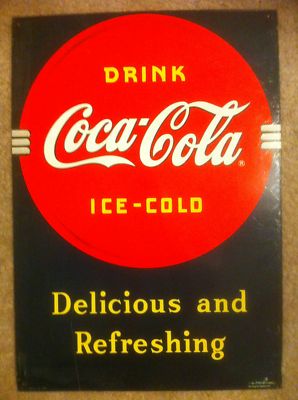 DRINK
Coca-Cola®
ICE-COLD
Delicious and
Refreshing